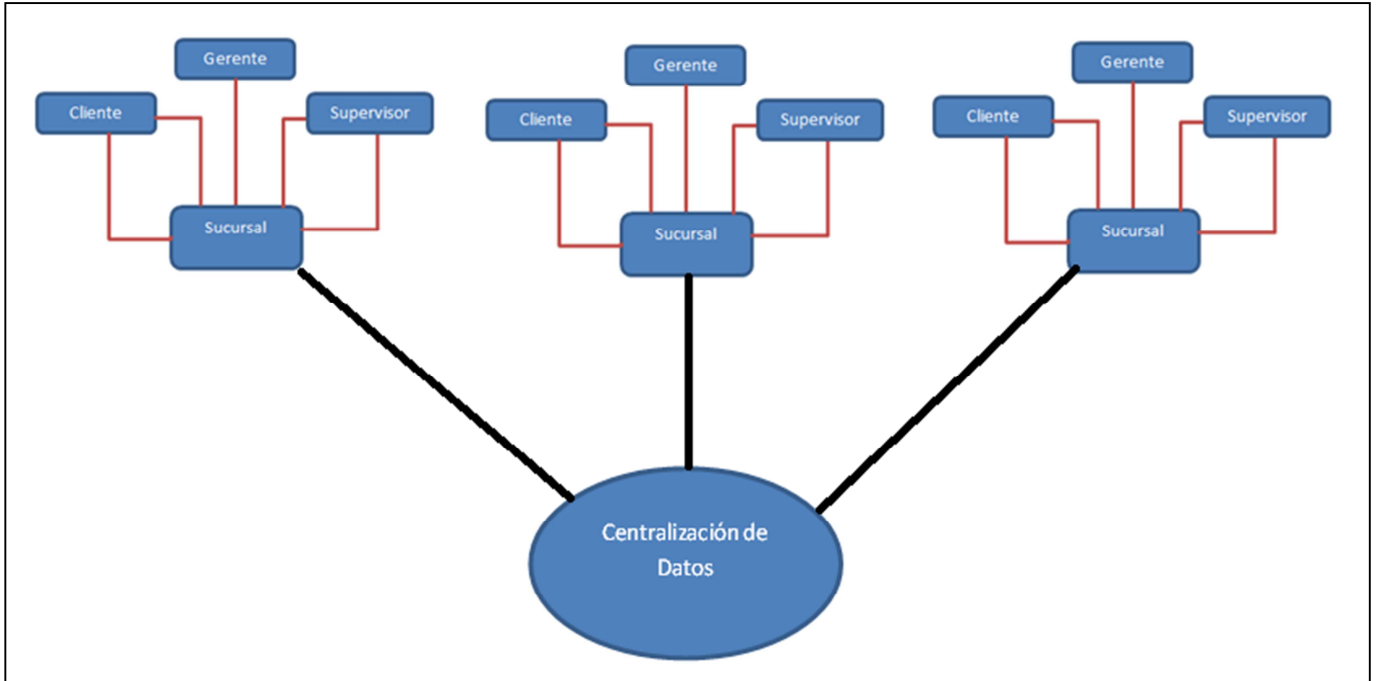 Gerente
Cliente
Supervisor
Sucursal
Gerente
Cliente
Supervisor
Sucursal
Gerente
Cliente
Supervisor
Sucursal
Centralización de
Datos